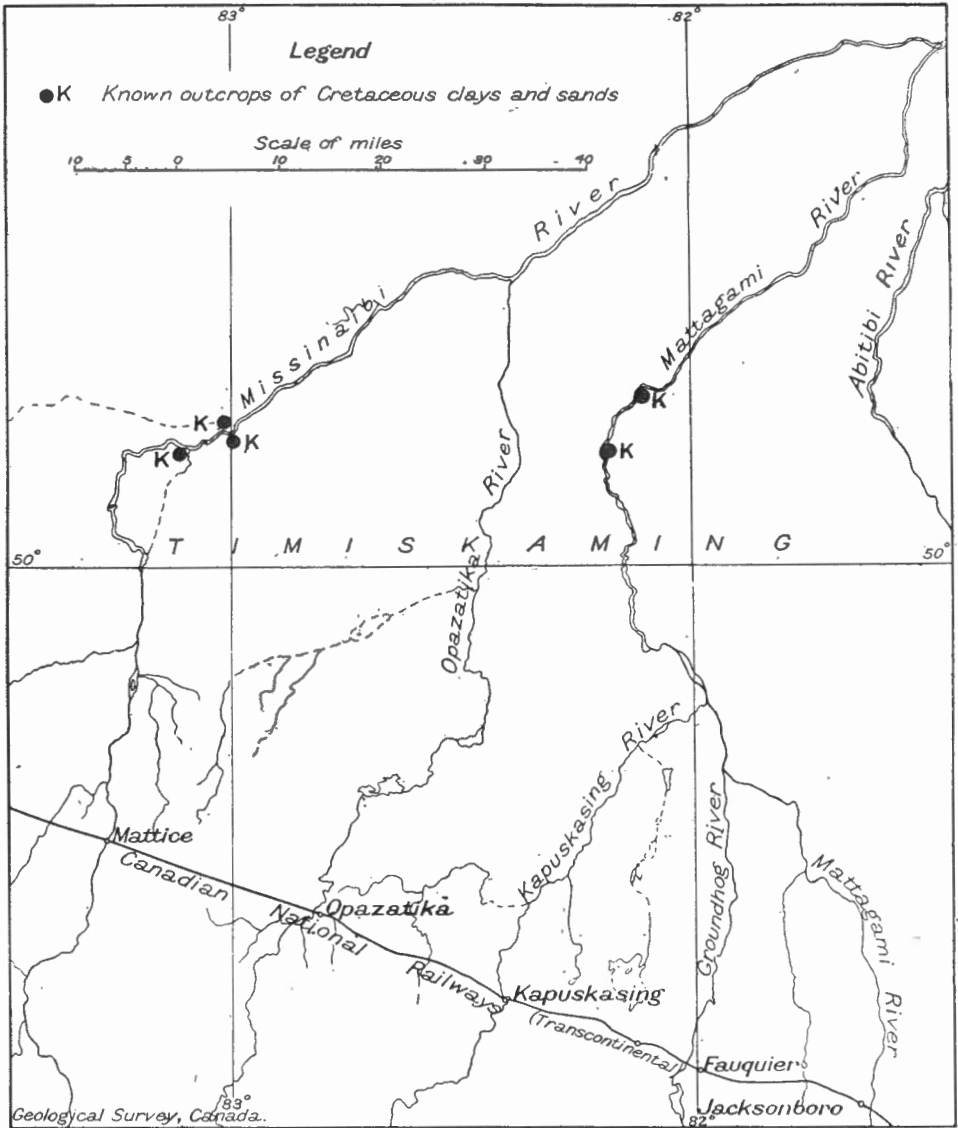 83°
82°
Legend
K Known outcrops of Cretaceous clays and sands
Scale of miles
10 5 0 10 20 30 40
Missinaibi River
Mattagami River
Abitibi River
K
K
K
K
K
TIMISKAMING
50°
50°
Opazatika River
Kapuskasing River
Groundhog River
Mattagami River
Mattice
Canadian National Railways
(Transcontinental)
Opazatika
Kapuskasing
Fauquier
Jacksonboro
83°
82°
Geological Survey, Canada.